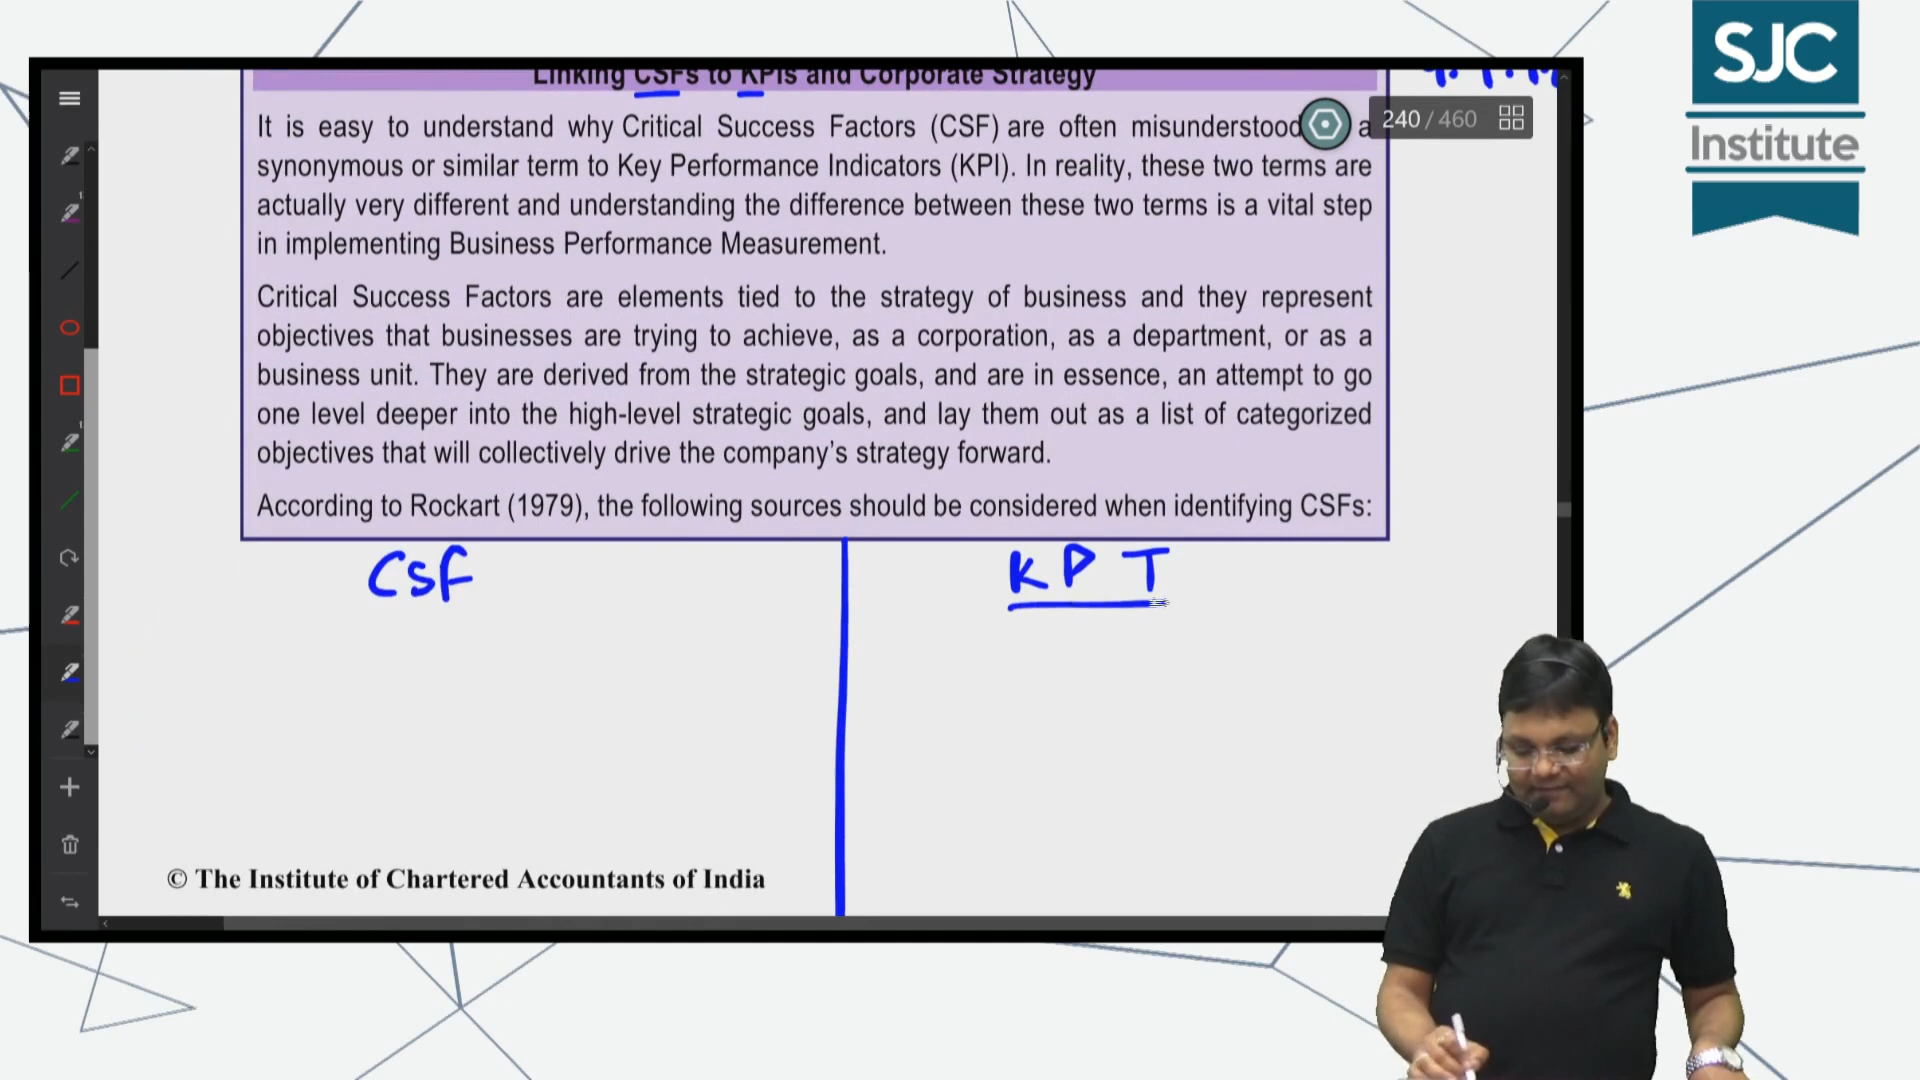 SJC
Institute
Linking CSFs to KPIs and Corporate Strategy
240 / 460
It is easy to understand why Critical Success Factors (CSF) are often misunderstood a
synonymous or similar term to Key Performance Indicators (KPI). In reality, these two terms are
actually very different and understanding the difference between these two terms is a vital step
in implementing Business Performance Measurement.
Critical Success Factors are elements tied to the strategy of business and they represent
objectives that businesses are trying to achieve, as a corporation, as a department, or as a
business unit. They are derived from the strategic goals, and are in essence, an attempt to go
one level deeper into the high-level strategic goals, and lay them out as a list of categorized
objectives that will collectively drive the company's strategy forward.
According to Rockart (1979), the following sources should be considered when identifying CSFs:
CSF KPI
© The Institute of Chartered Accountants of India